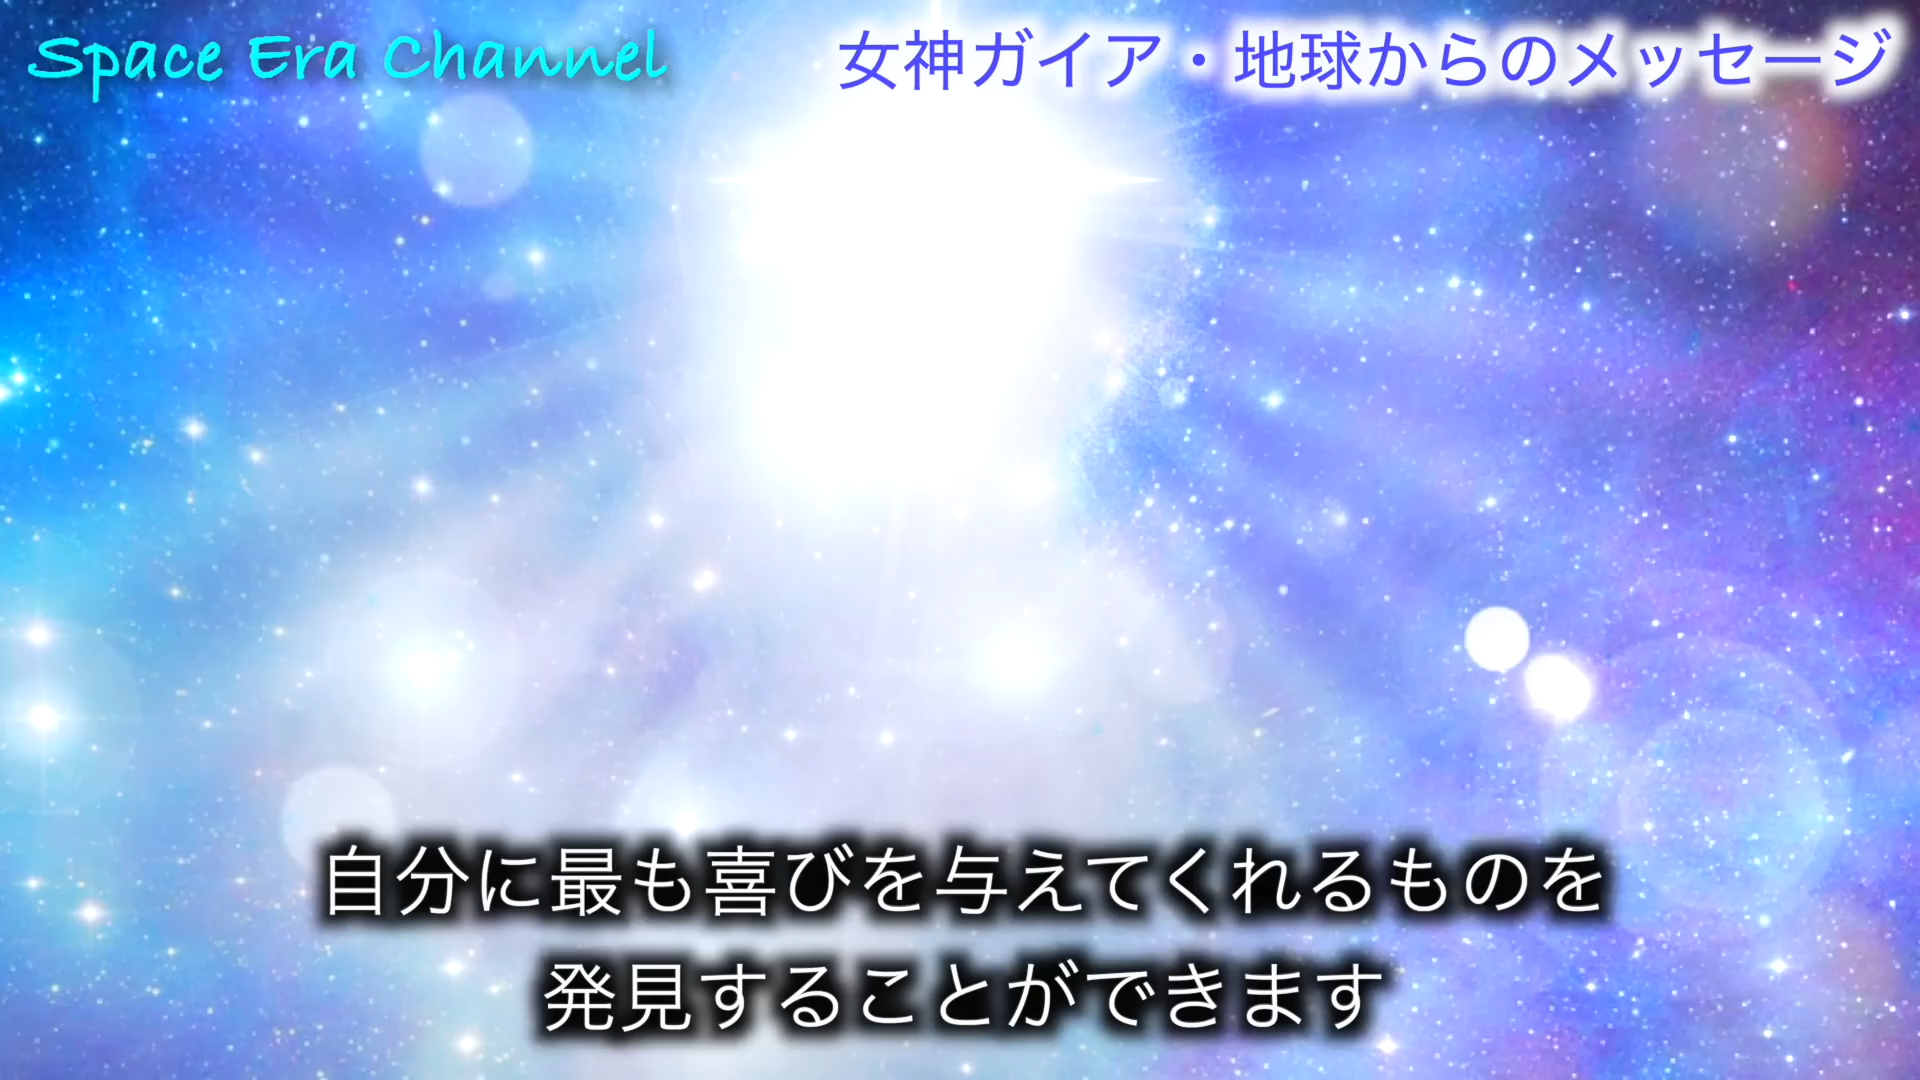 Space Era Channel
女神ガイア・地球からのメッセージ
自分に最も喜びを与えてくれるものを
発見することができます